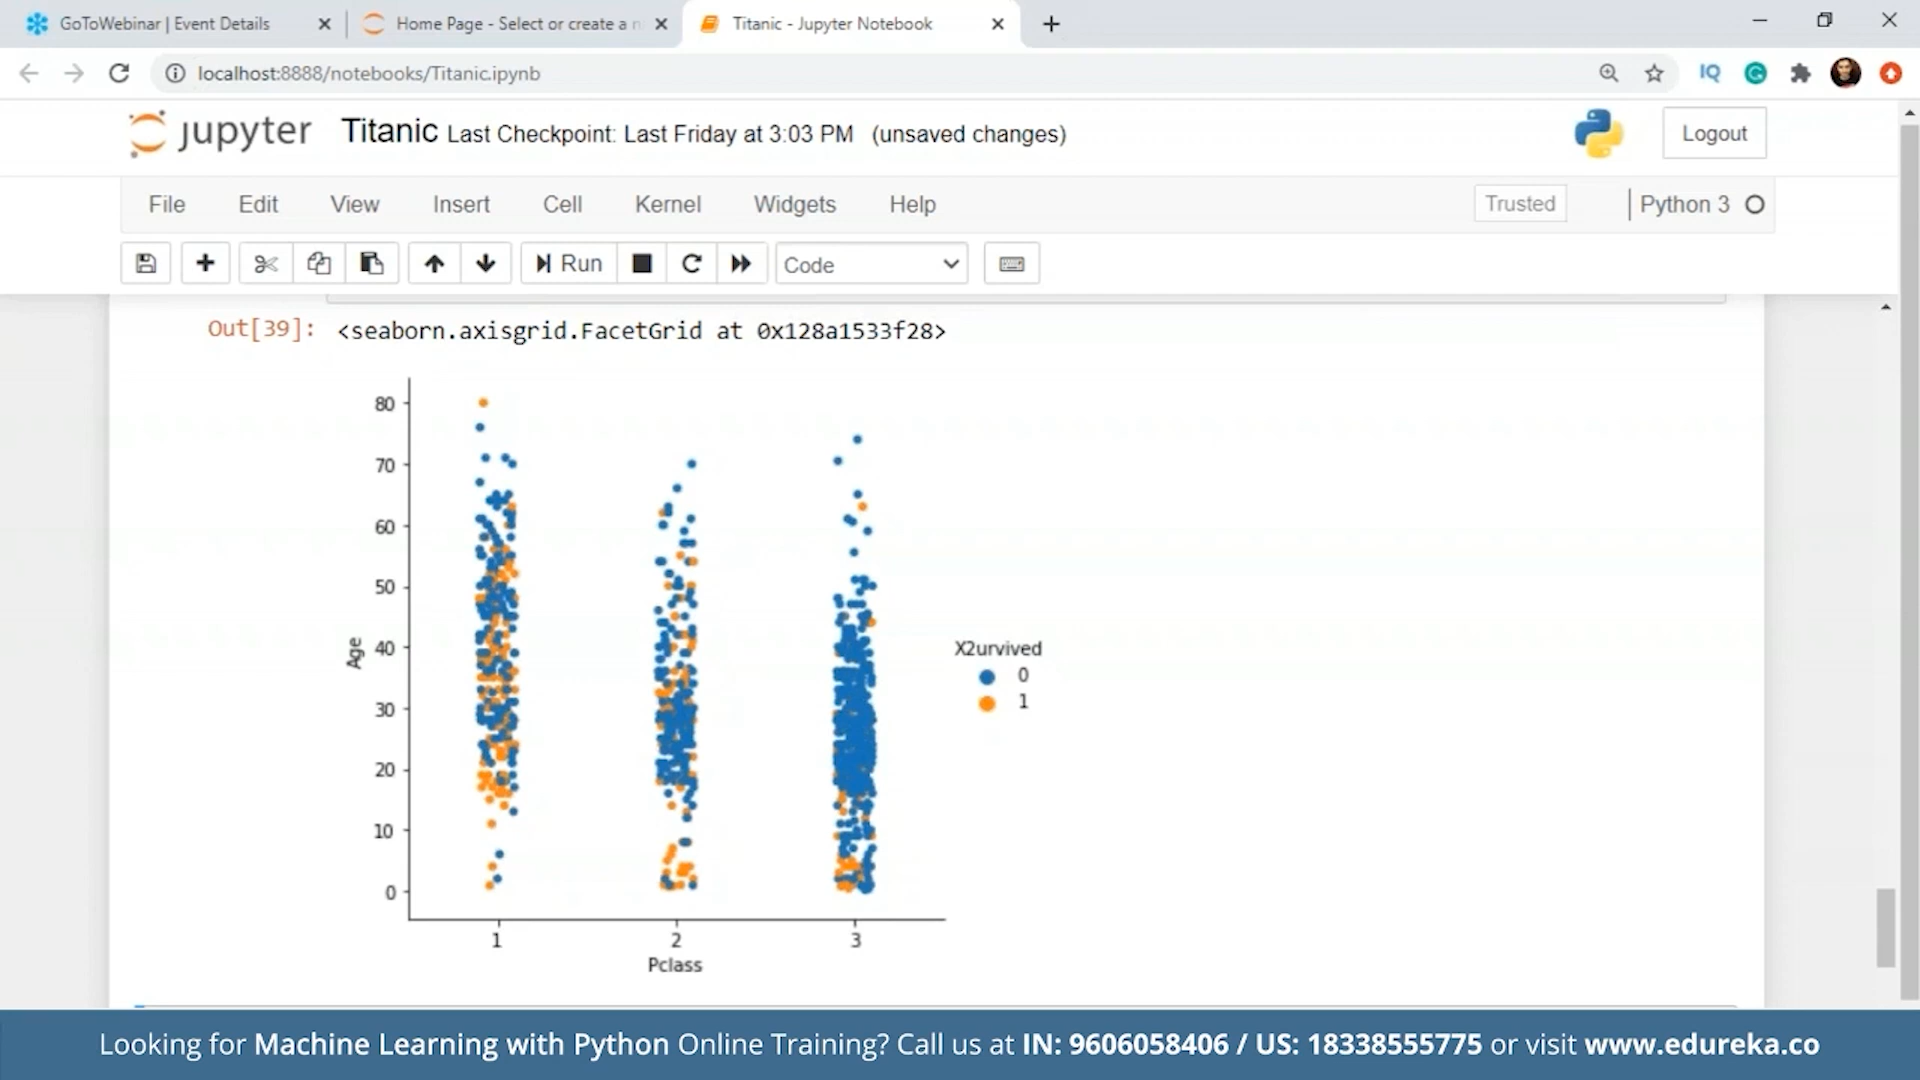 GoToWebinar | Event Details
Home Page - Select or create a n
Titanic - Jupyter Notebook
localhost:8888/notebooks/Titanic.ipynb
IQ
jupyter Titanic Last Checkpoint: Last Friday at 3:03 PM (unsaved changes)
Logout
File Edit View Insert Cell Kernel Widgets Help
Trusted
Python 3
Run
Code
Out[39]: <seaborn.axisgrid.FacetGrid at 0x128a1533f28>
80
70
60
50
40
30
20
10
0
Age
1 2 3
Pclass
X2urvived
0
1
Looking for Machine Learning with Python Online Training? Call us at IN: 9606058406 / US: 18338555775 or visit www.edureka.co